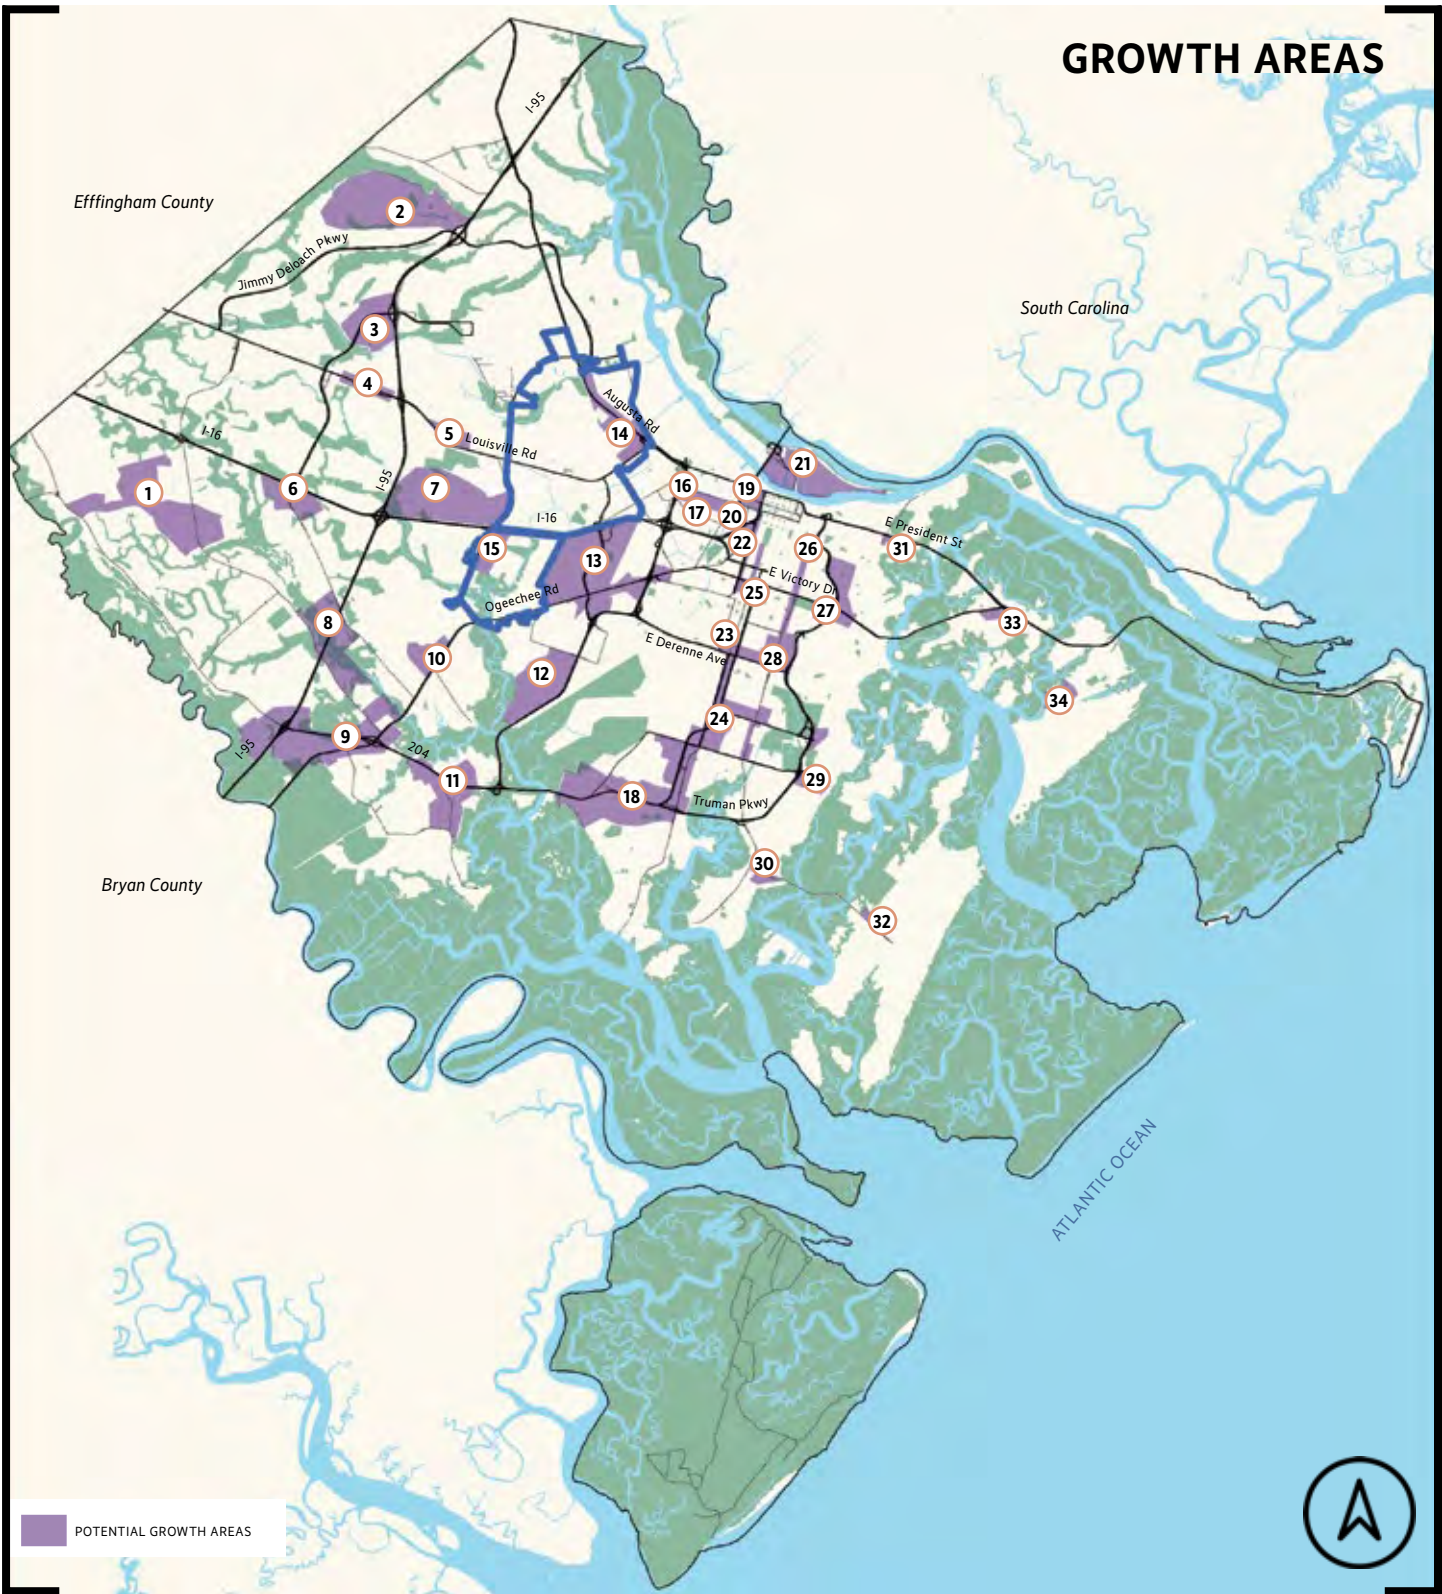 GROWTH AREAS
I-95
Efffingham County
2
Jimmy Deloach Pkwy
South Carolina
3
4
Augusta Rd
I-16
5
Louisville Rd
14
21
I-95
1
6
7
16
19
17
20
I-16
E President St
22
15
26
31
13
E Victory Dr
25
Ogeechee Rd
27
8
33
23
E Derenne Ave
10
28
12
34
24
9
I-95
204
11
29
18
Truman Pkwy
30
Bryan County
32
ATLANTIC OCEAN
POTENTIAL GROWTH AREAS